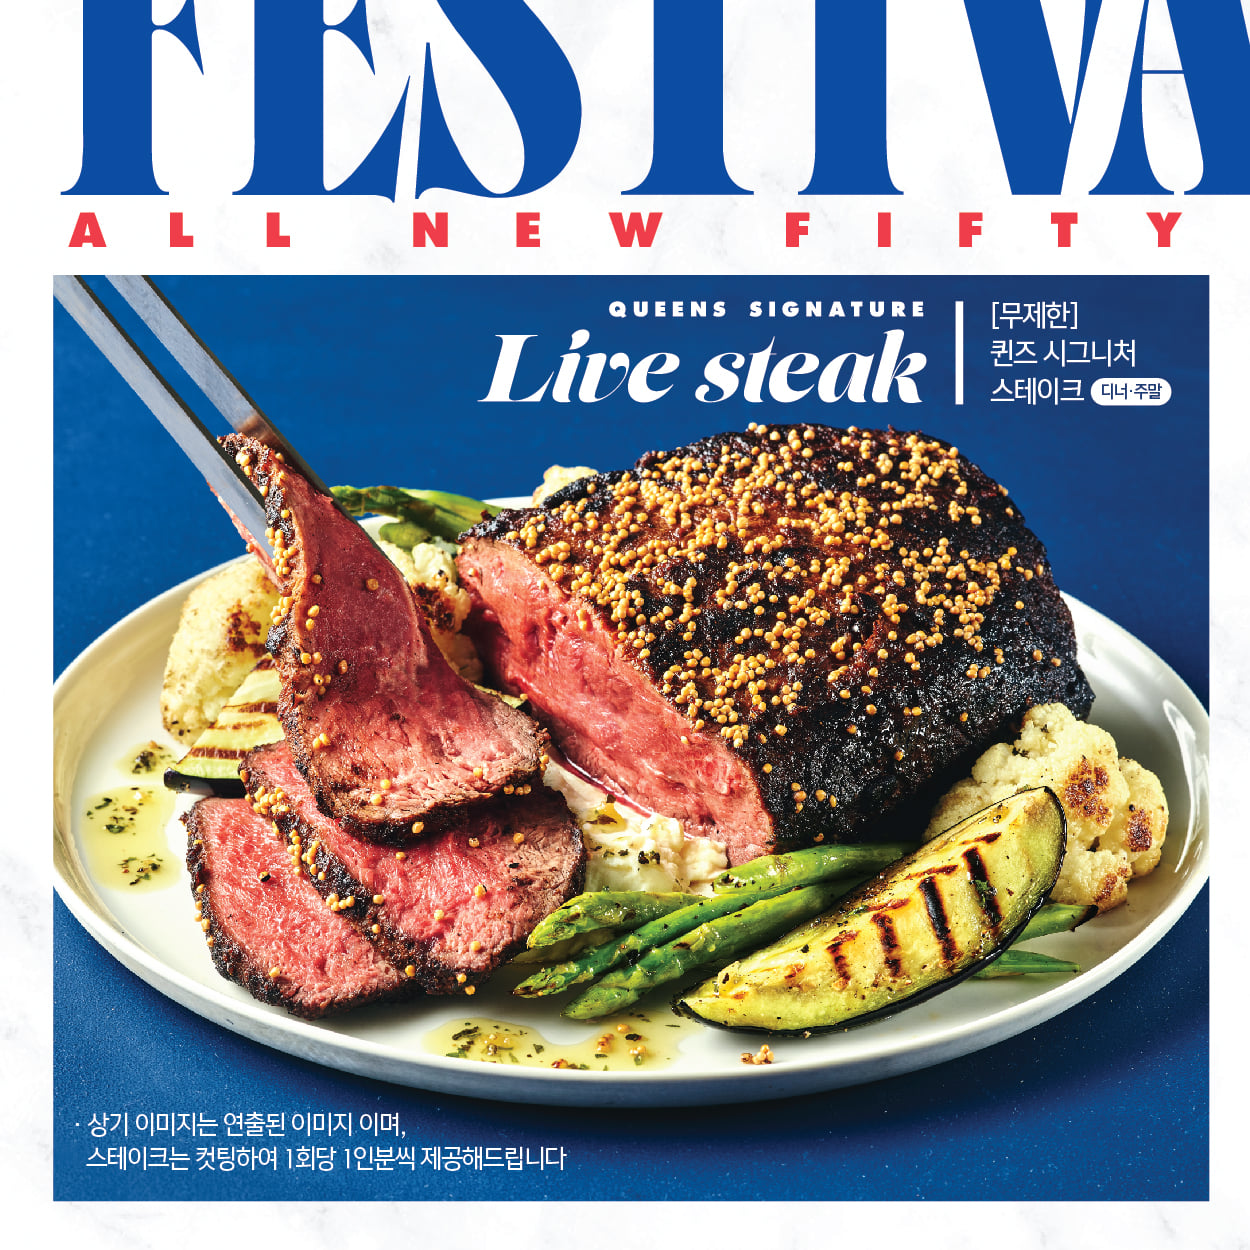 FESTIVA
ALL NEW FIFTY
QUEENS SIGNATURE
Live steak
[무제한]
퀸즈 시그니처
스테이크 디너·주말
· 상기 이미지는 연출된 이미지 이며,
스테이크는 컷팅하여 1회당 1인분씩 제공해드립니다